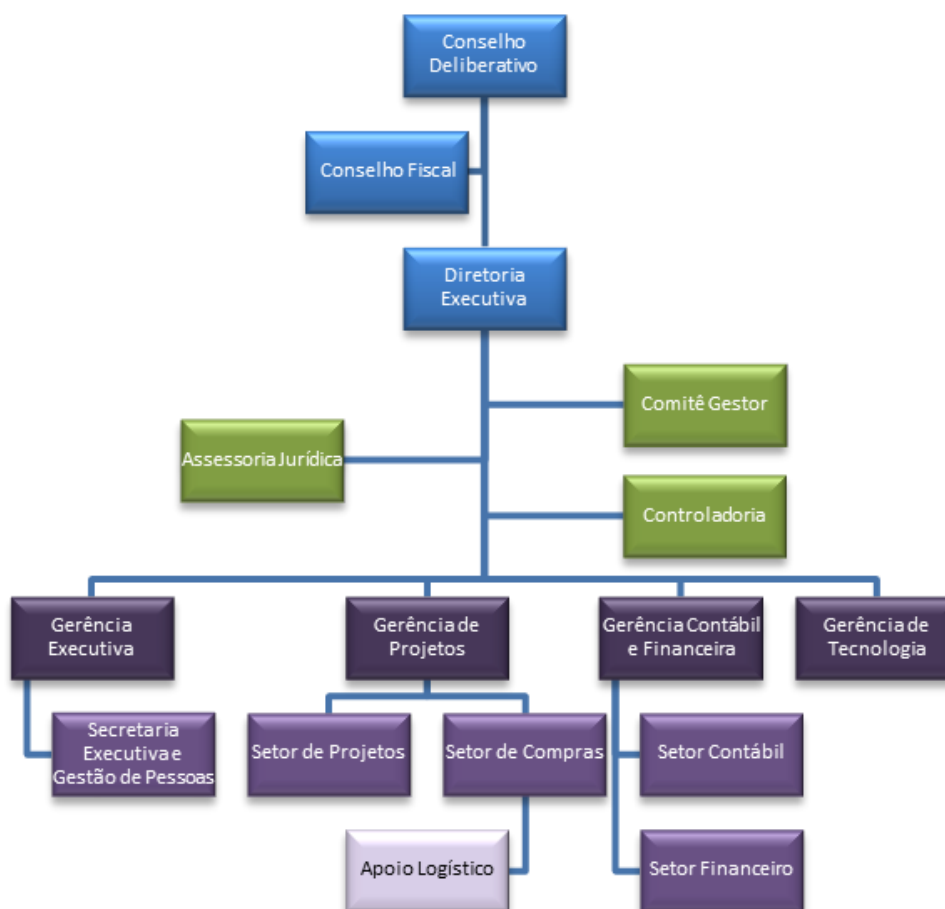 Conselho
Deliberativo
Conselho Fiscal
Diretoria
Executiva
Comitê Gestor
Assessoria Jurídica
Controladoria
Gerência
Executiva
Gerência de
Projetos
Gerência Contábil
e Financeira
Gerência de
Tecnologia
Secretaria
Executiva e
Gestão de Pessoas
Setor de Projetos
Setor de Compras
Setor Contábil
Apoio Logístico
Setor Financeiro